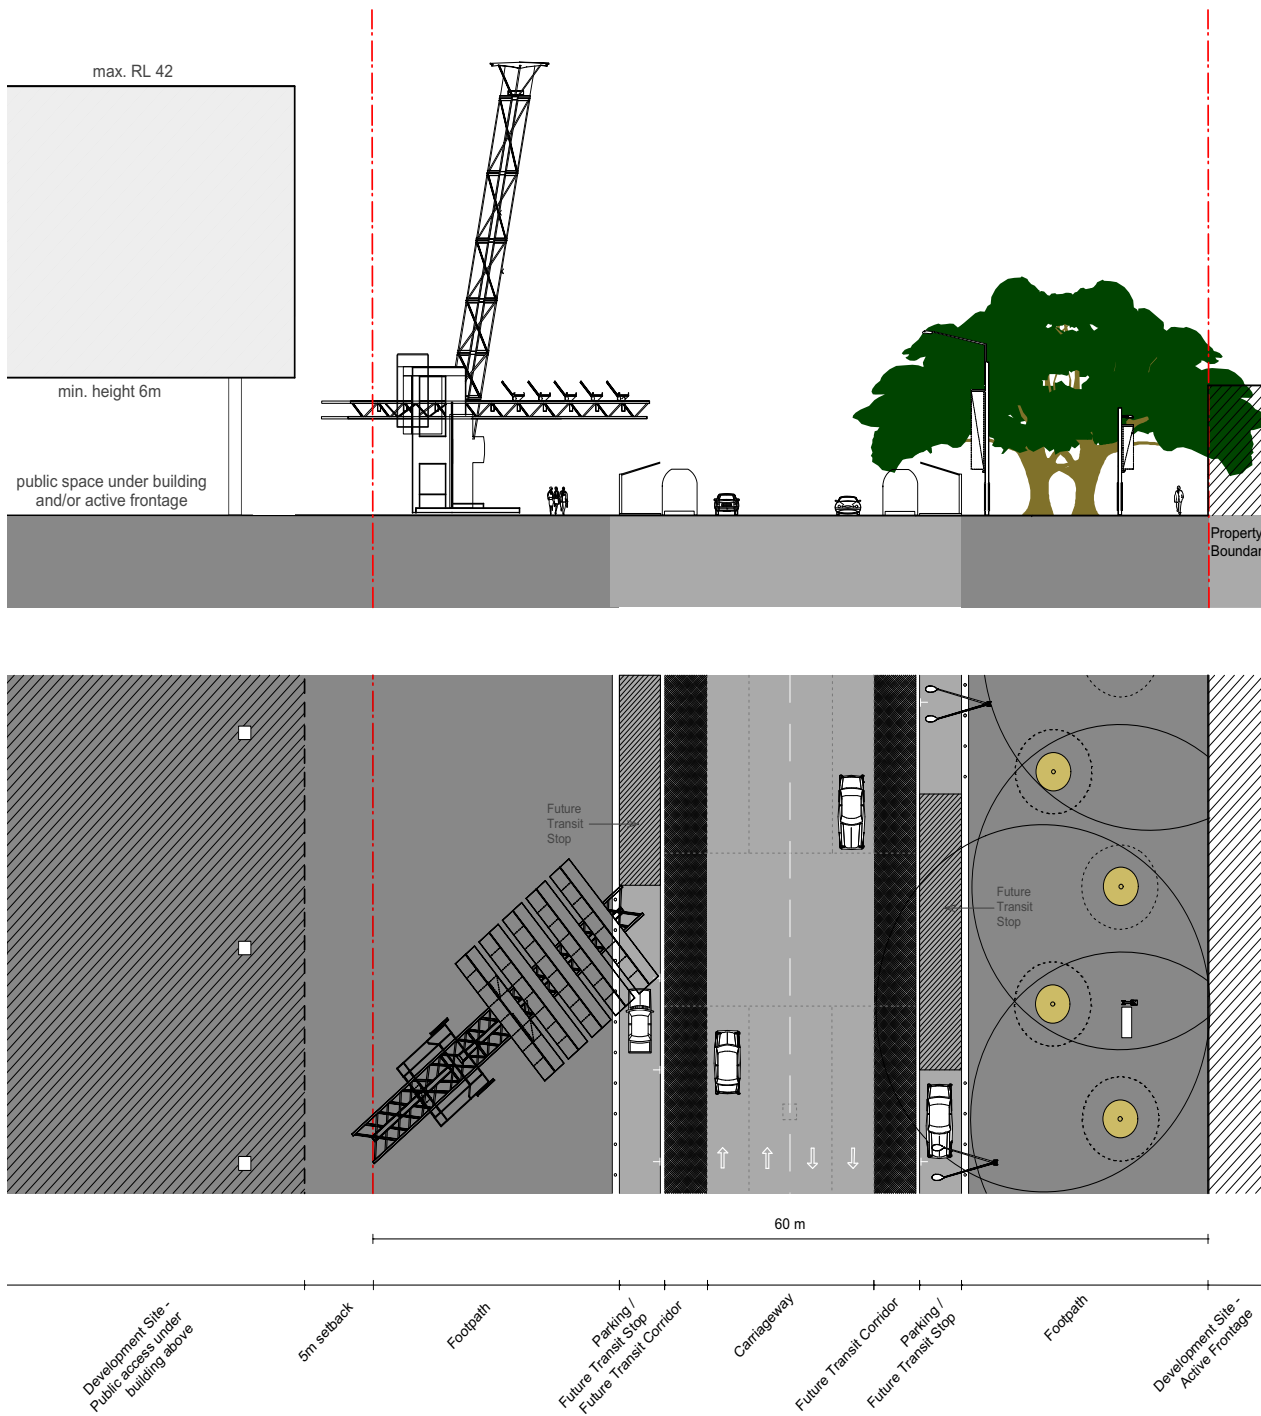 max. RL 42
min. height 6m
public space under building
and/or active frontage
Property
Boundar
Future
Transit
Stop
Future
Transit
Stop
60 m
Development Site -
Public access under
building above
5m setback
Footpath
Parking /
Future Transit Stop
Future Transit Corridor
Carriageway
Future Transit Corridor
Parking /
Future Transit Stop
Footpath
Development Site -
Active Frontage